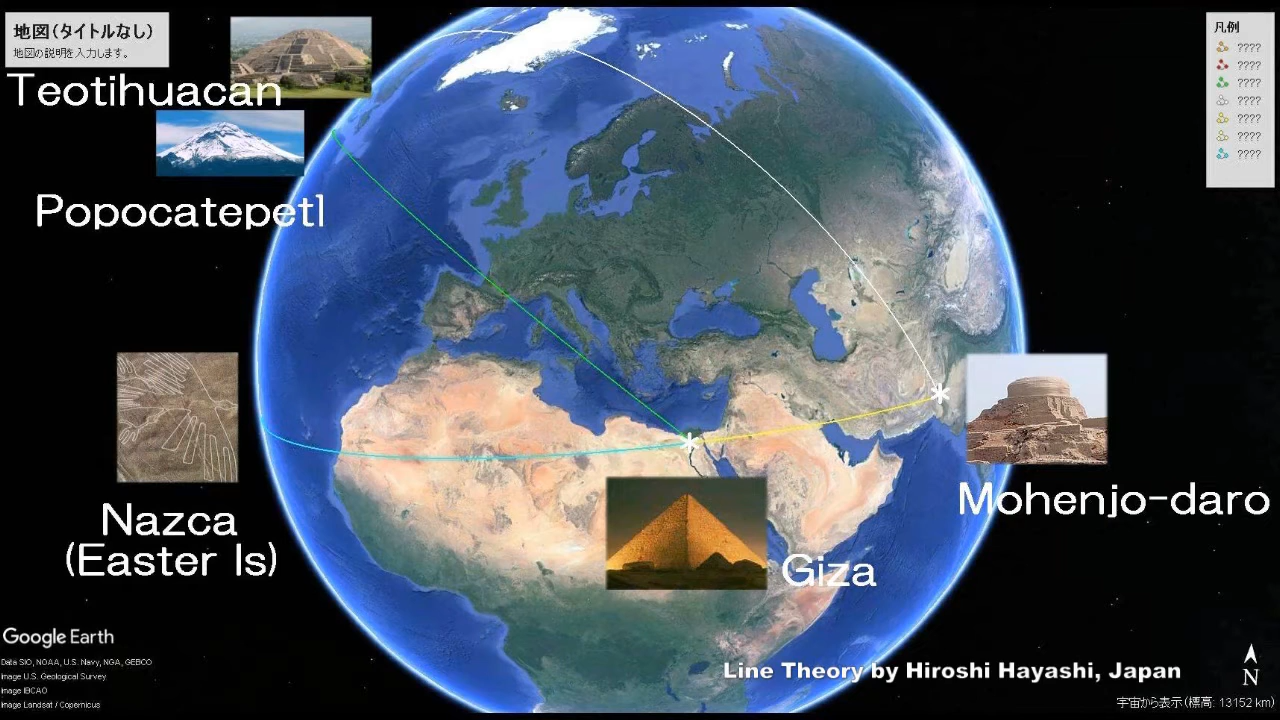 地図(タイトルなし)
地図の説明を入力します。
Teotihuacan
Popocatepetl
Nazca
(Easter Is)
Giza
Mohenjo-daro
凡例
????
????
????
????
????
????
????
Google Earth
Data SIO, NOAA, U.S. Navy, NGA, GEBCO
Image U.S. Geological Survey
Image IBCAO
Image Landsat / Copernicus
Line Theory by Hiroshi Hayashi, Japan
N
宇宙から表示 (標高: 13152 km)